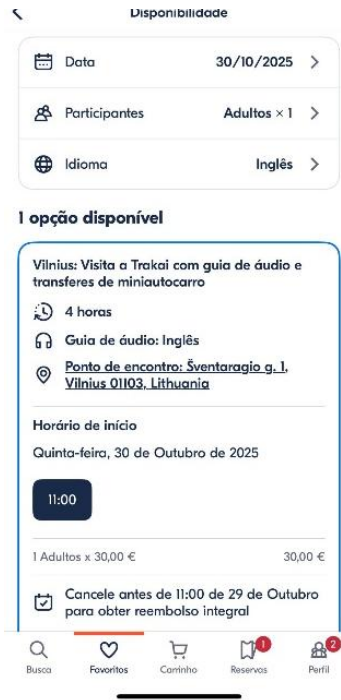 Disponibilidade
Data 30/10/2025
Participantes Adultos × 1
Idioma Inglês
1 opção disponível
Vilnius: Visita a Trakai com guia de áudio e
transferes de miniautocarro
4 horas
Guia de áudio: Inglês
Ponto de encontro: Šventaragio g. 1,
Vilnius 01103, Lithuania
Horário de início
Quinta-feira, 30 de Outubro de 2025
11:00
1 Adultos x 30,00 € 30,00 €
Cancele antes de 11:00 de 29 de Outubro
para obter reembolso integral
1 2
Busca Favoritos Carrinho Reservas Perfil